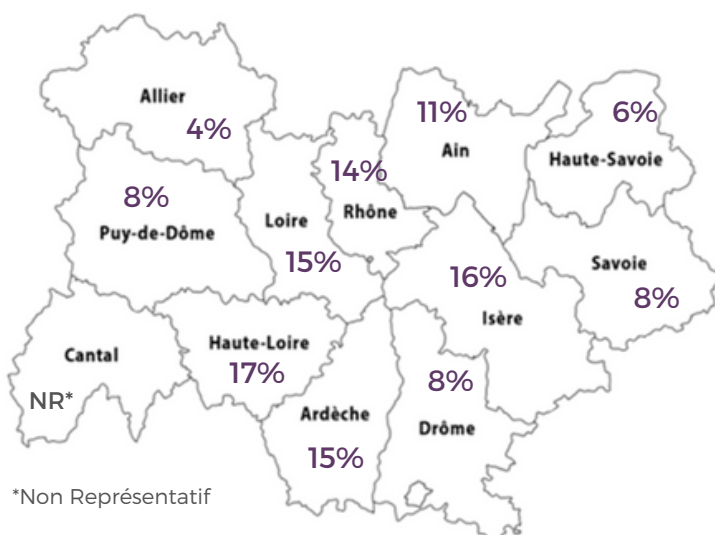 Allier
4%
11%
Ain
6%
Haute-Savoie
8%
Puy-de-Dôme
Loire
15%
14%
Rhône
16%
Isère
Savoie
8%
Cantal
NR*
Haute-Loire
17%
Ardèche
15%
8%
Drôme
*Non Représentatif